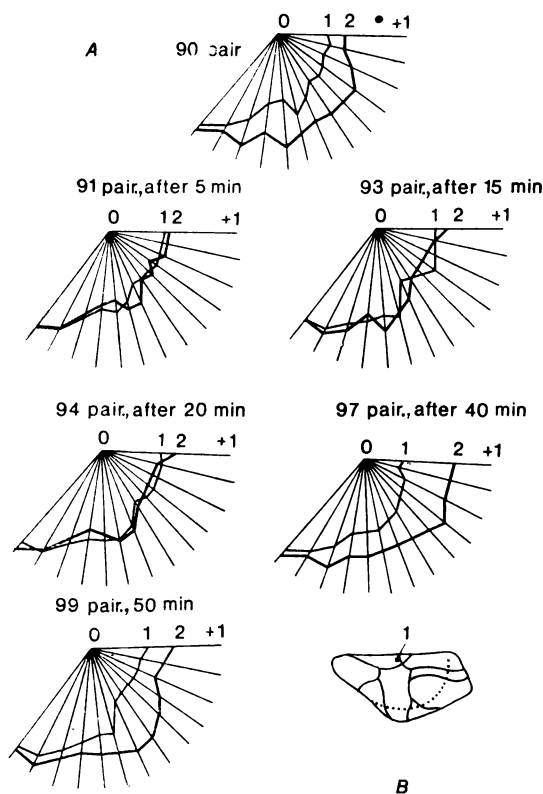 0 1 2 • +1
A 90 pair
91 pair., after 5 min
0 1 2 +1
93 pair., after 15 min
0 1 2 +1
94 pair., after 20 min
0 1 2 +1
97 pair., after 40 min
0 1 2 +1
99 pair., 50 min
0 1 2 +1
1
B